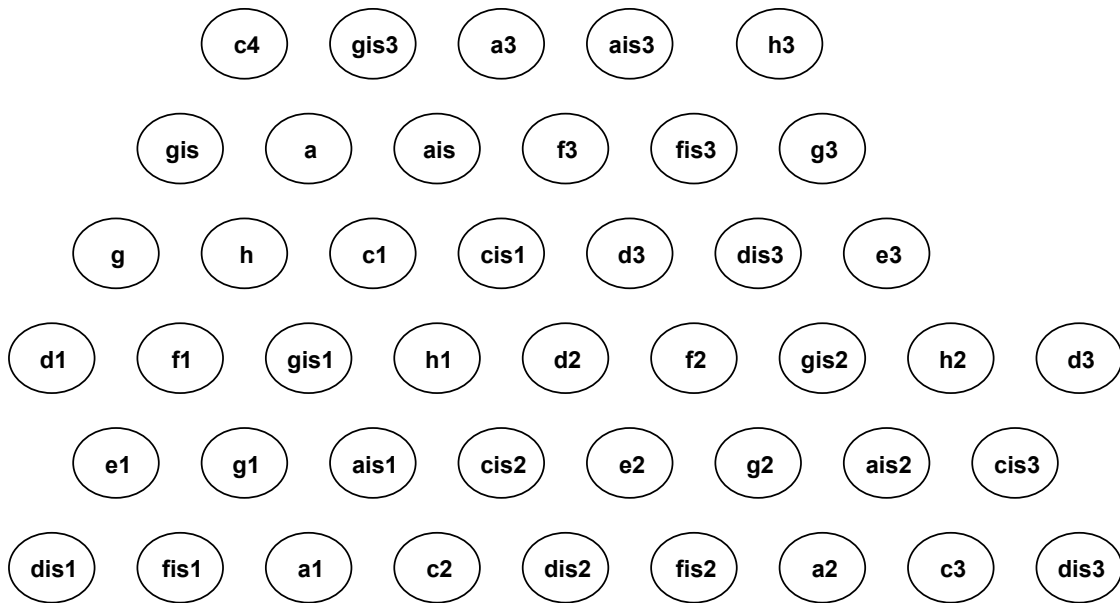 c4 gis3 a3 ais3 h3
gis a ais f3 fis3 g3
g h c1 cis1 d3 dis3 e3
d1 f1 gis1 h1 d2 f2 gis2 h2 d3
e1 g1 ais1 cis2 e2 g2 ais2 cis3
dis1 fis1 a1 c2 dis2 fis2 a2 c3 dis3